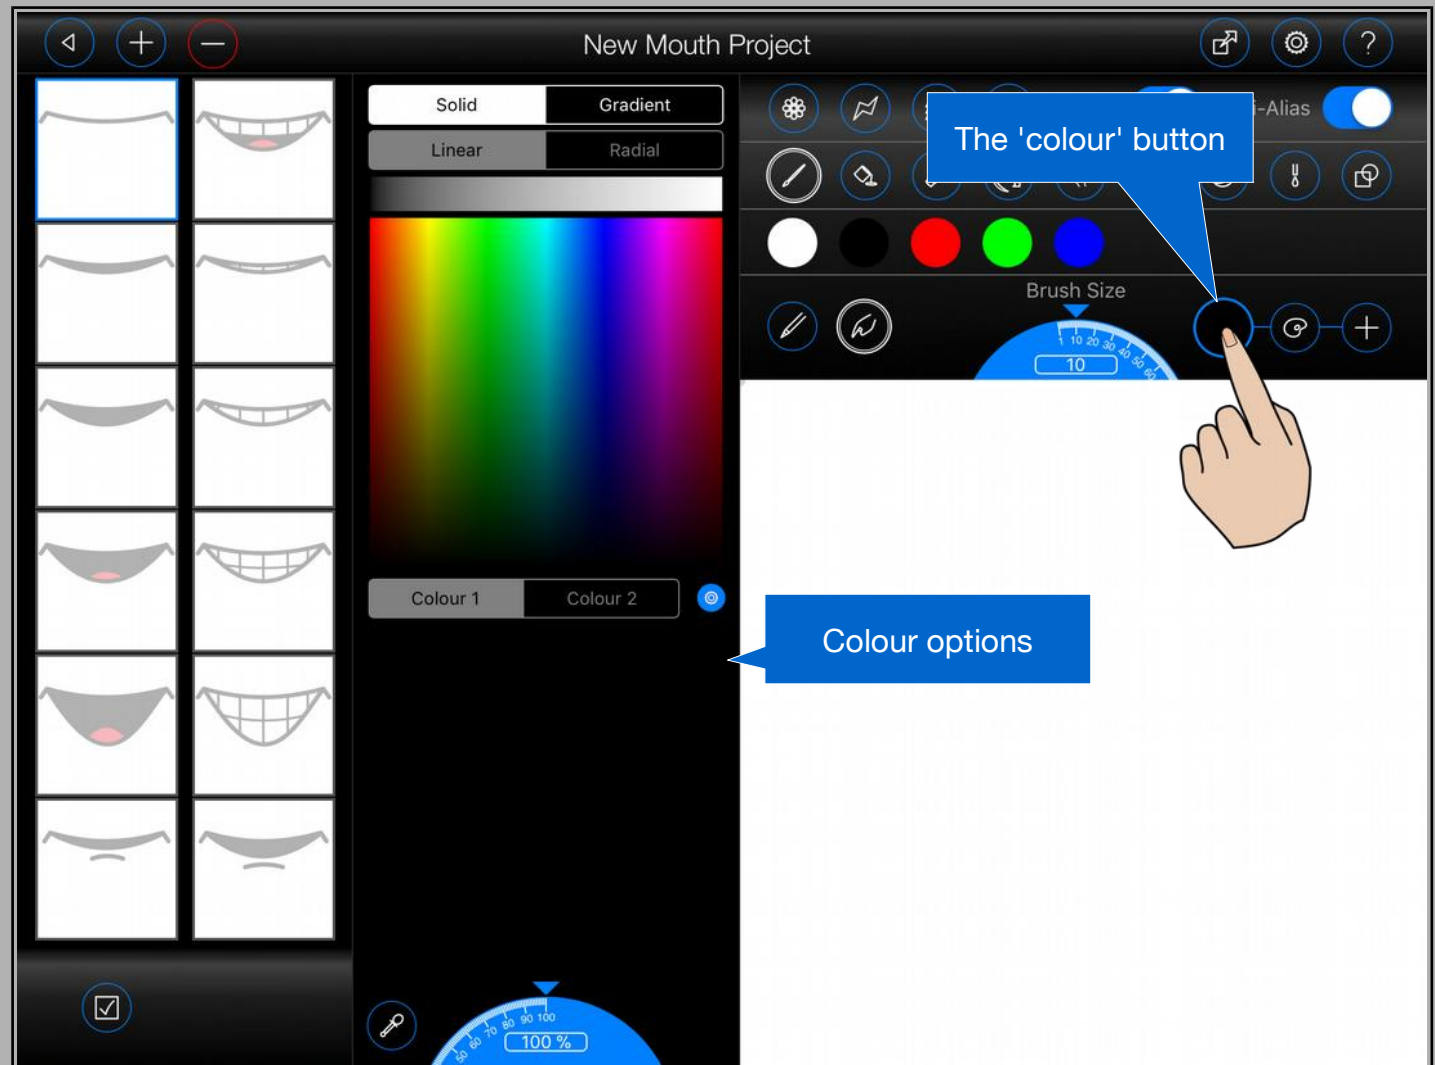 New Mouth Project
?
Solid
Gradient
Linear
Radial
i-Alias
The 'colour' button
Brush Size
1 10 20 30 40 50 60
10
Colour 1
Colour 2
Colour options
50 60 70 80 90 100
100 %